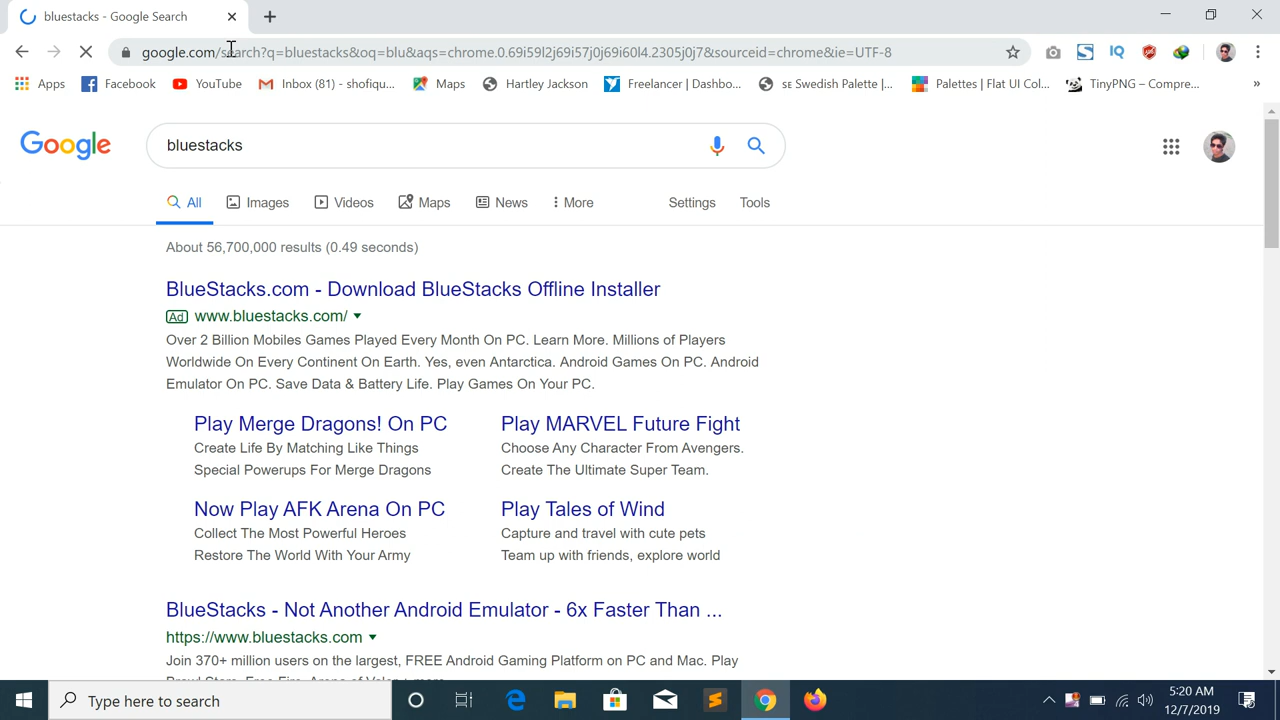 bluestacks - Google Search
google.com/search?q=bluestacks&oq=blu&aqs=chrome.0.69i59l2j69i57j0j69i60l4.2305j0j7&sourceid=chrome&ie=UTF-8
Apps Facebook YouTube Inbox (81) - shofiqu... Maps Hartley Jackson Freelancer | Dashbo... sᴇ Swedish Palette |... Palettes | Flat UI Col... TinyPNG – Compre... »
Google
bluestacks
All Images Videos Maps News More Settings Tools
About 56,700,000 results (0.49 seconds)
BlueStacks.com - Download BlueStacks Offline Installer
Ad www.bluestacks.com/
Over 2 Billion Mobiles Games Played Every Month On PC. Learn More. Millions of Players
Worldwide On Every Continent On Earth. Yes, even Antarctica. Android Games On PC. Android
Emulator On PC. Save Data & Battery Life. Play Games On Your PC.
Play Merge Dragons! On PC
Create Life By Matching Like Things
Special Powerups For Merge Dragons
Play MARVEL Future Fight
Choose Any Character From Avengers.
Create The Ultimate Super Team.
Now Play AFK Arena On PC
Collect The Most Powerful Heroes
Restore The World With Your Army
Play Tales of Wind
Capture and travel with cute pets
Team up with friends, explore world
BlueStacks - Not Another Android Emulator - 6x Faster Than ...
https://www.bluestacks.com
Join 370+ million users on the largest, FREE Android Gaming Platform on PC and Mac. Play
Type here to search
5:20 AM
12/7/2019